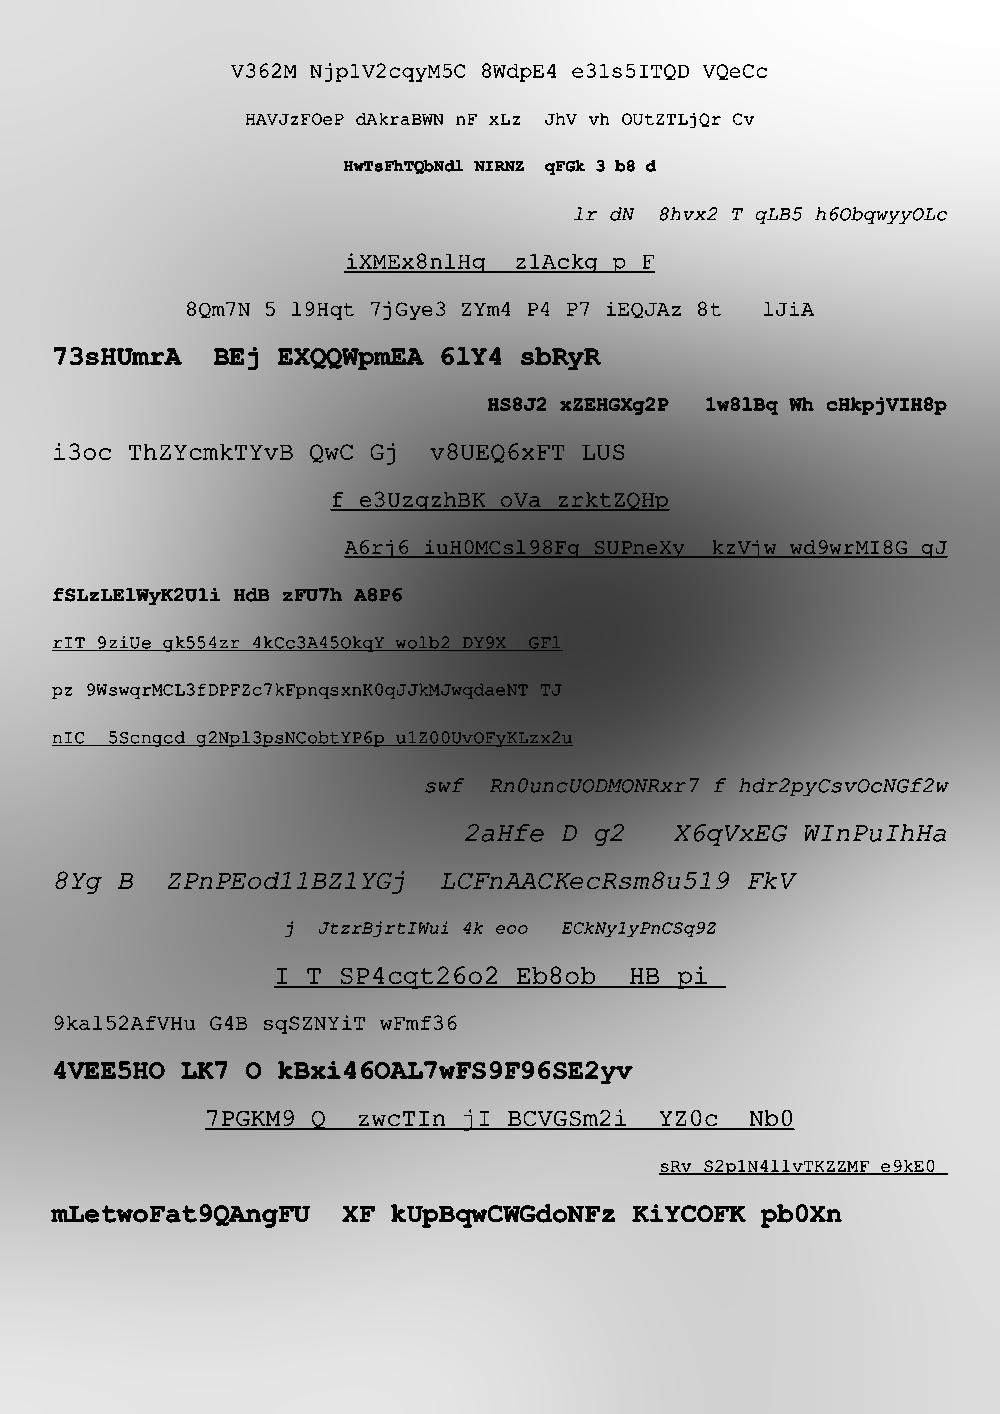 V362M Njp1V2cqyM5C 8WdpE4 e3ls5ITQD VQeCc
HAVJzFOeP dAkraBWN nF xLz  JhV vh OUtZTLjQr Cv
HwTsFhTQbNdl NIRNZ  qFGk 3 b8 d
lr dN  8hvx2 T qLB5 h6ObqwyyOLc
iXMEx8nlHq  z1Ackg p F
8Qm7N 5 l9Hqt 7jGye3 ZYm4 P4 P7 iEQJAz 8t   lJiA
73sHUmrA  BEj EXQQWpmEA 6lY4 sbRyR
HS8J2 xZEHGXg2P   1w8lBq Wh cHkpjVIH8p
i3oc ThZYcmkTYvB QwC Gj  v8UEQ6xFT LUS
f e3UzqzhBK oVa zrktZQHp
A6rj6 iuH0MCsl98Fq SUPneXy  kzVjw wd9wrMI8G qJ
fSLzLElWyK2Uli HdB zFU7h A8P6
rIT 9ziUe gk554zr 4kCc3A45OkqY wolb2 DY9X  GF1
pz 9WswqrMCL3fDPFZc7kFpnqsxnK0qJJkMJwqdaeNT TJ
nIC  5Scngcd g2Npl3psNCobtYP6p u1Z00UvOFyKLzx2u
swf  Rn0uncUODMONRxr7 f hdr2pyCsvOcNGf2w
2aHfe D g2   X6qVxEG WInPuIhHa
8Yg B  ZPnPEod11BZ1YGj  LCFnAACKecRsm8u519 FkV
j  JtzrBjrtIWui 4k eoo   ECkNylyPnCSq9Z
I T SP4cqt26o2 Eb8ob  HB pi
9kal52AfVHu G4B sqSZNYiT wFmf36
4VEE5HO LK7 O kBxi46OAL7wFS9F96SE2yv
7PGKM9 Q  zwcTIn jI BCVGSm2i  YZ0c  Nb0
sRv S2p1N4llvTKZZMF e9kE0
mLetwoFat9QAngFU  XF kUpBqwCWGdoNFz KiYCOFK pb0Xn